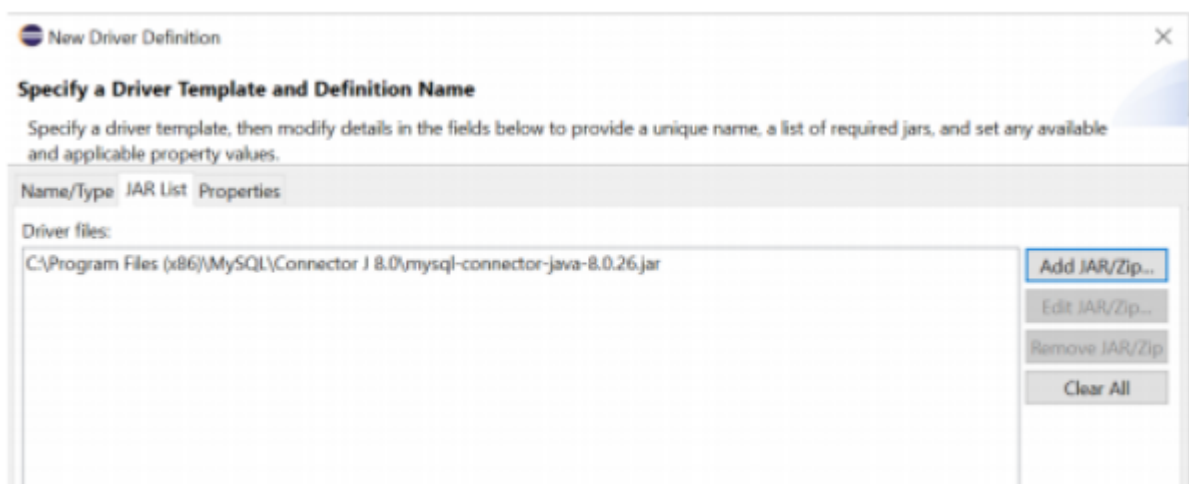 New Driver Definition
Specify a Driver Template and Definition Name
Specify a driver template, then modify details in the fields below to provide a unique name, a list of required jars, and set any available
and applicable property values.
Name/Type JAR List Properties
Driver files:
C:\Program Files (x86)\MySQL\Connector J 8.0\mysql-connector-java-8.0.26.jar
Add JAR/Zip...
Edit JAR/Zip...
Remove JAR/Zip
Clear All